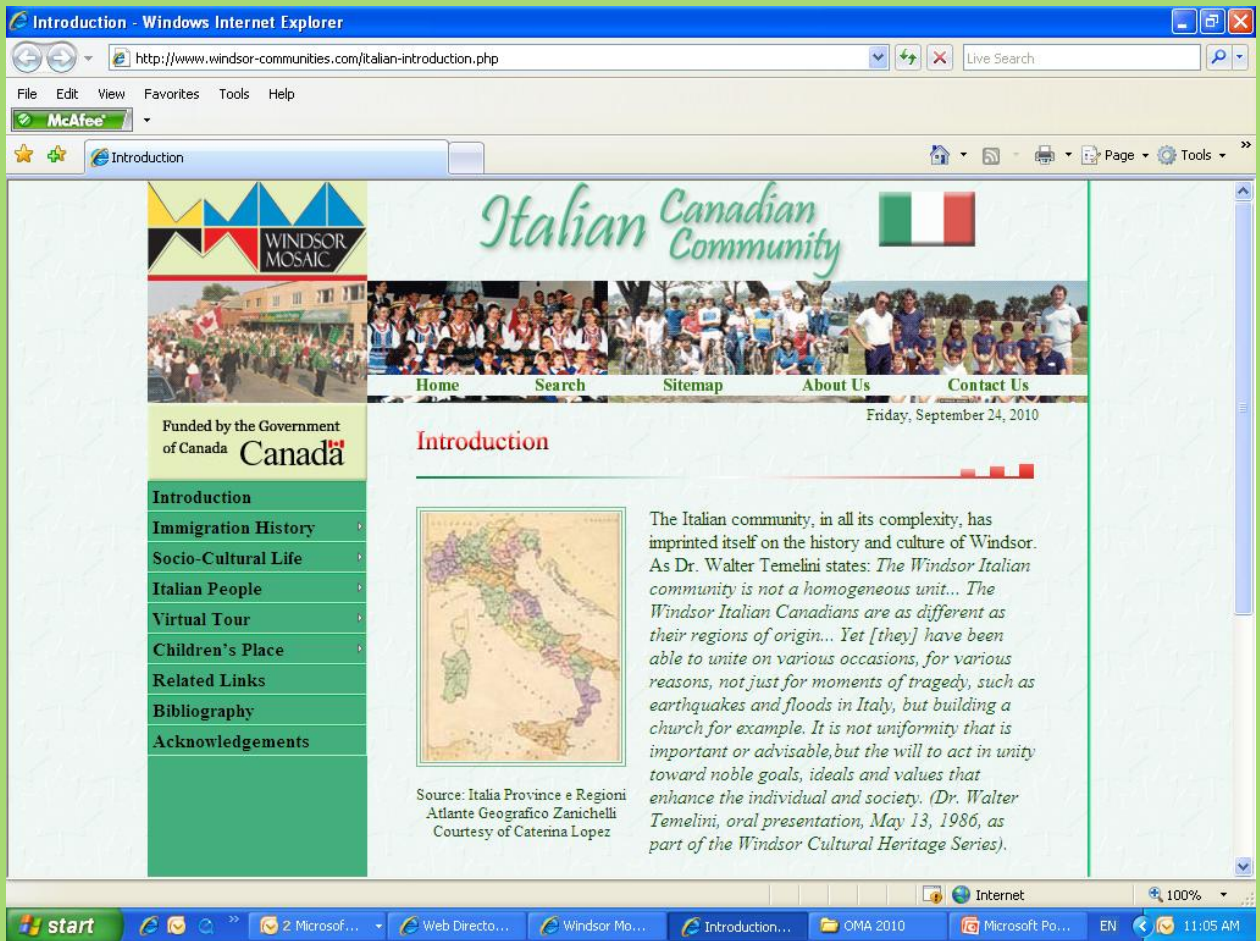 Introduction - Windows Internet Explorer
http://www.windsor-communities.com/italian-introduction.php
Live Search
File Edit View Favorites Tools Help
McAfee
Introduction
Page Tools
WINDSOR
MOSAIC
Italian Canadian
Community
Home Search Sitemap About Us Contact Us
Friday, September 24, 2010
Funded by the Government
of Canada Canada
Introduction
Immigration History
Socio-Cultural Life
Italian People
Virtual Tour
Children's Place
Related Links
Bibliography
Acknowledgements
Introduction
Source: Italia Province e Regioni
Atlante Geografico Zanichelli
Courtesy of Caterina Lopez
The Italian community, in all its complexity, has
imprinted itself on the history and culture of Windsor.
As Dr. Walter Temelini states: The Windsor Italian
community is not a homogeneous unit... The
Windsor Italian Canadians are as different as
their regions of origin... Yet [they] have been
able to unite on various occasions, for various
reasons, not just for moments of tragedy, such as
earthquakes and floods in Italy, but building a
church for example. It is not uniformity that is
important or advisable,but the will to act in unity
toward noble goals, ideals and values that
enhance the individual and society. (Dr. Walter
Temelini, oral presentation, May 13, 1986, as
part of the Windsor Cultural Heritage Series).
Internet 100%
start 2 Microsof... Web Directo... Windsor Mo... Introduction... OMA 2010 Microsoft Po... EN 11:05 AM